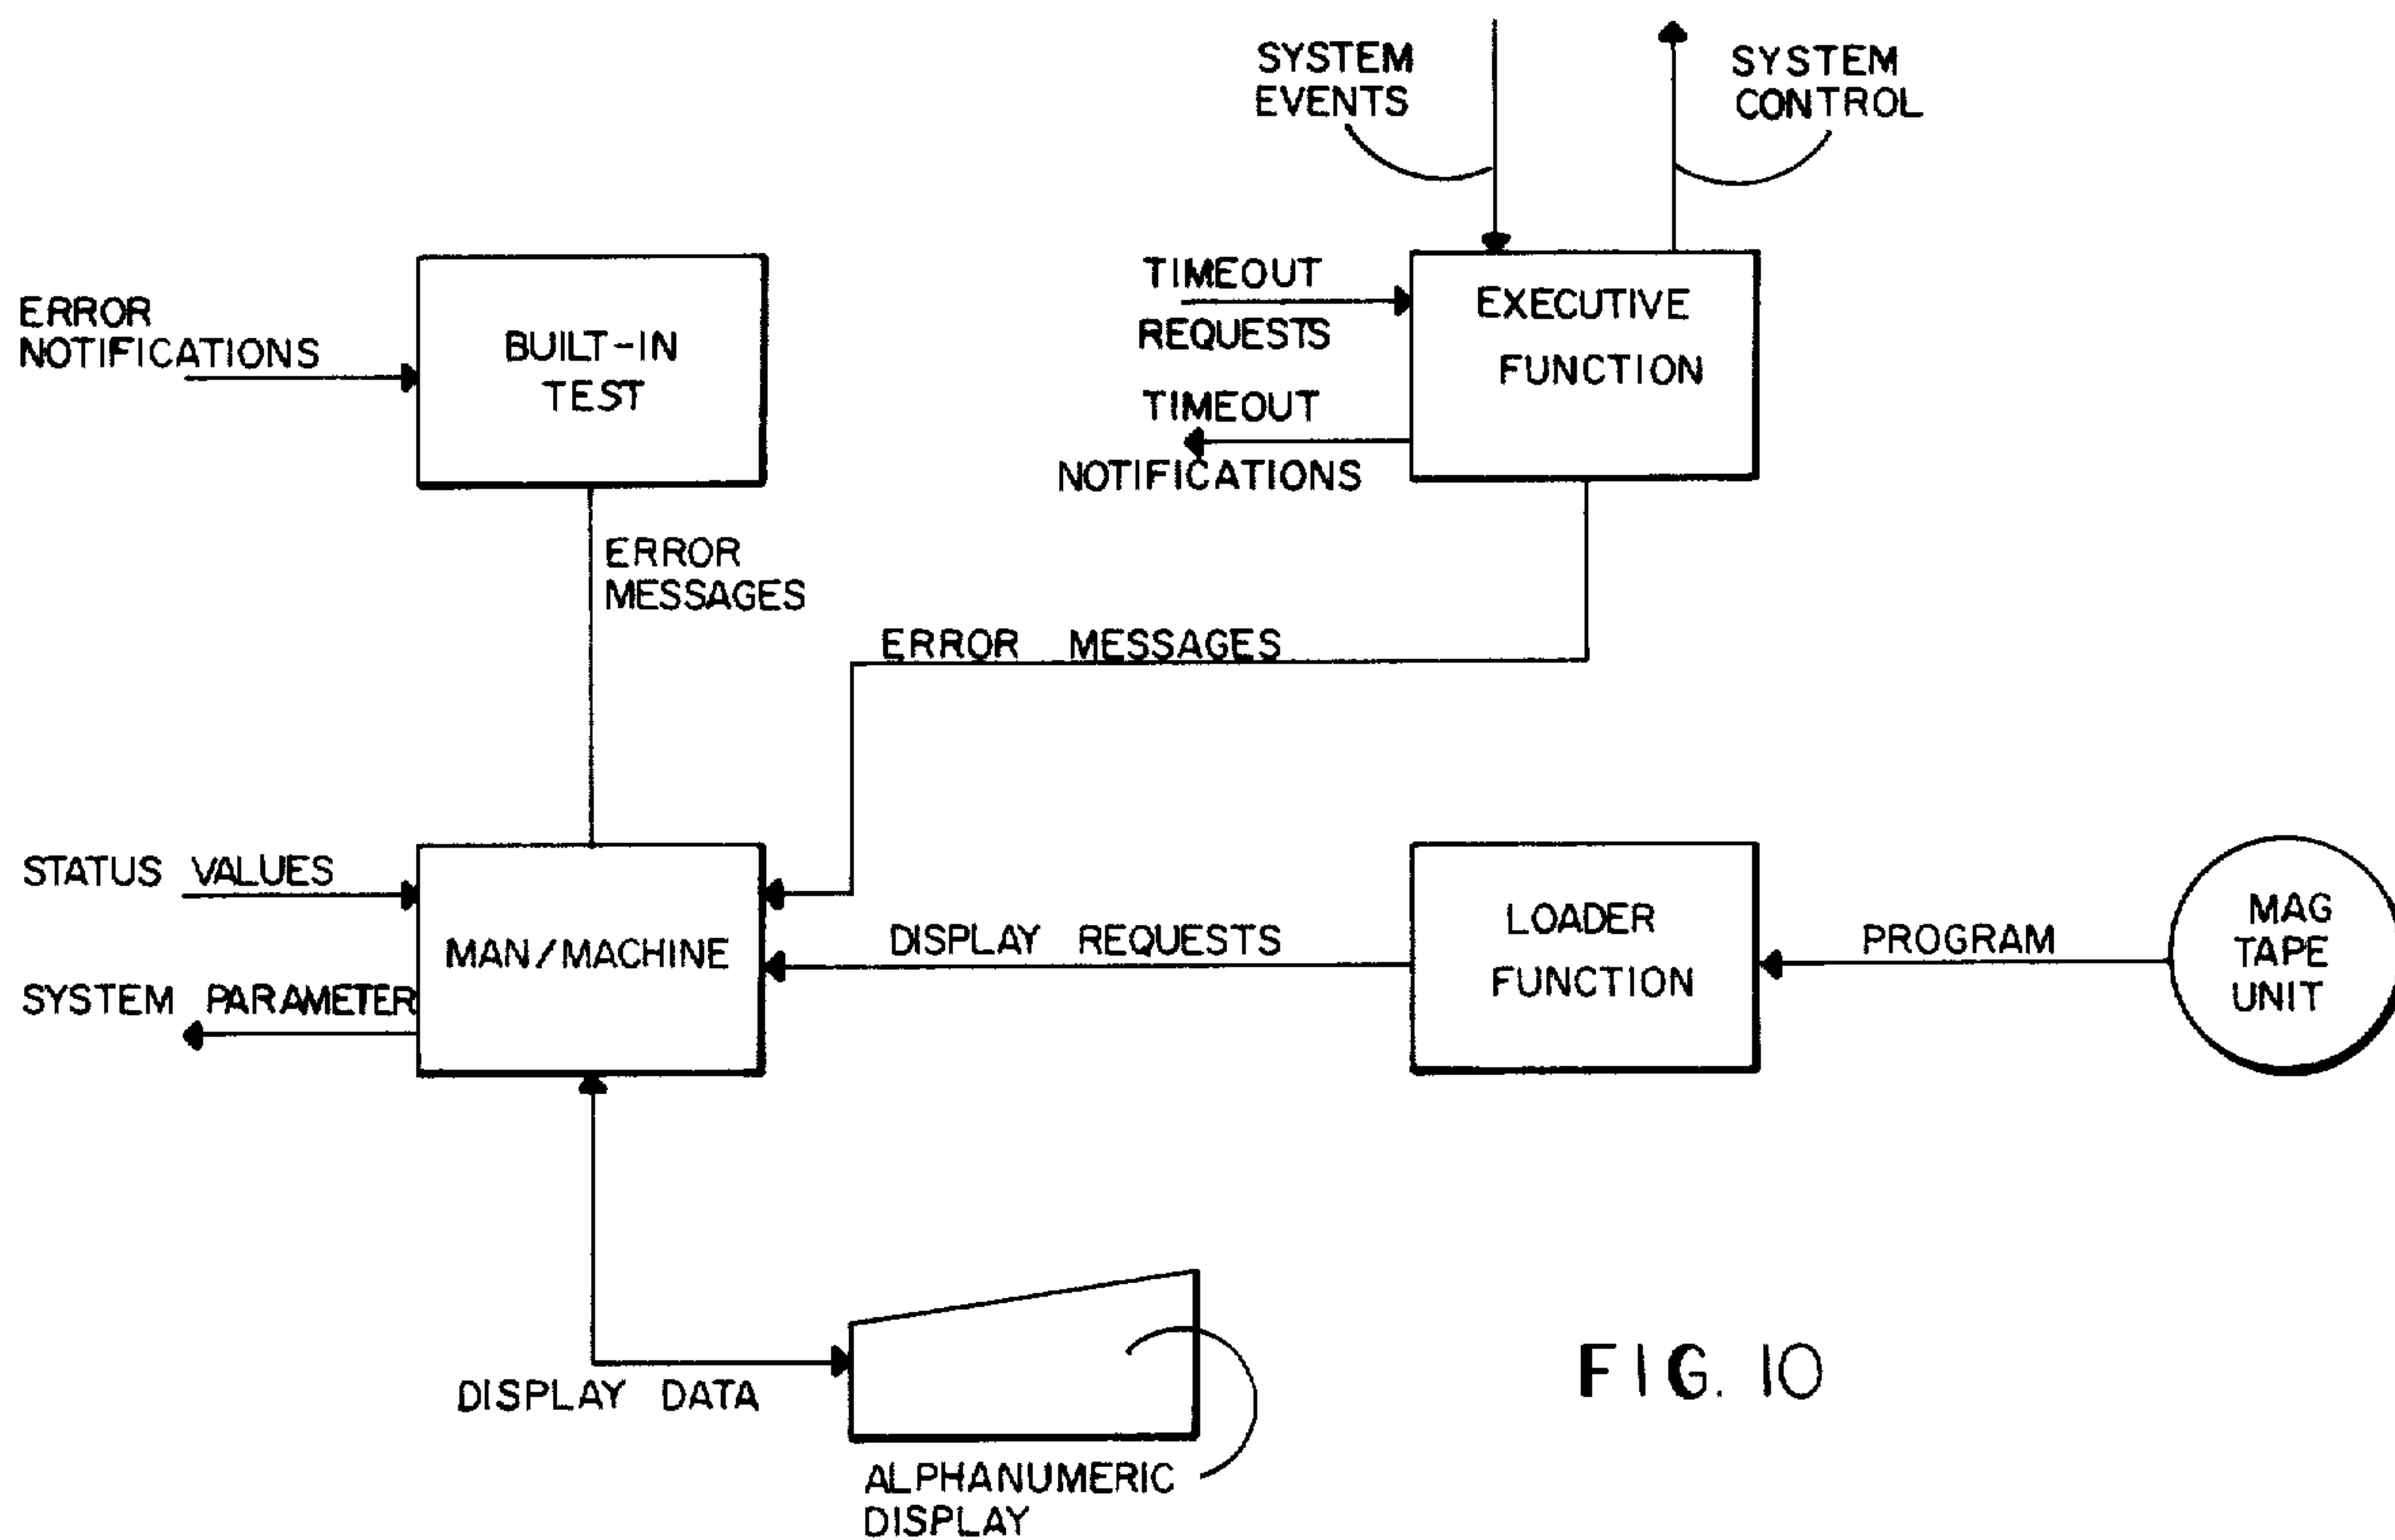 SYSTEM
EVENTS
SYSTEM
CONTROL
ERROR
NOTIFICATIONS
BUILT-IN
TEST
TIMEOUT
REQUESTS
TIMEOUT
NOTIFICATIONS
EXECUTIVE
FUNCTION
ERROR
MESSAGES
ERROR MESSAGES
STATUS VALUES
SYSTEM PARAMETER
MAN/MACHINE
DISPLAY REQUESTS
LOADER
FUNCTION
PROGRAM
MAG
TAPE
UNIT
DISPLAY DATA
ALPHANUMERIC
DISPLAY
FIG. 10